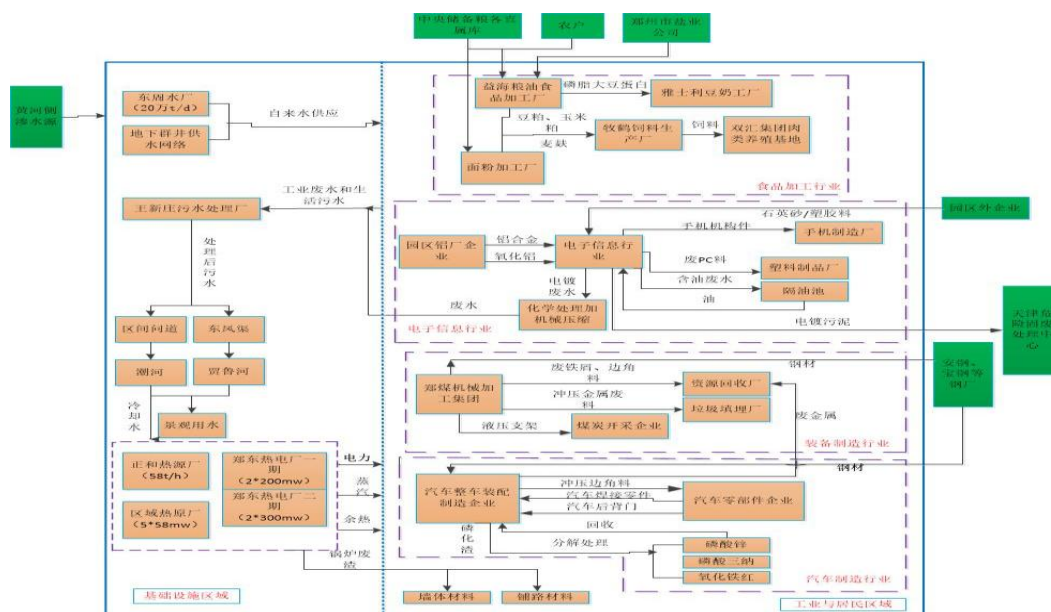 中央储备粮各直
属库
农户
郑州市盐业公
司
黄河侧
渗水源
东周水厂
(20万t/d)
地下群井供
水网络
自来水供应
益海粮油食
品加工厂
磷脂大豆蛋白
雅士利豆奶工厂
豆粕、玉米
粕
麦麸
牧鹤饲料生
产厂
饲料
双汇集团肉
类养殖基地
面粉加工厂
食品加工行业
王新庄污水处理厂
工业废水和生
活污水
园区外企业
石英砂/塑胶料
手机机构件
手机制造厂
园区铝厂企
业
铝合金
氧化铝
电子信息行
业
废PC料
塑料制品厂
含油废水
隔油池
油
处
理
后
污
水
电镀
废水
废水
化学处理加
机械压缩
电子信息行业
电镀污泥
天津危
险固废
处理中
心
区间问道
东风渠
潮河
贾鲁河
冷
却
水
景观用水
安钢、
宝钢等
钢厂
钢材
郑煤机械加
工集团
废铁屑、边角
料
资源回收厂
冲压金属废
料
垃圾填理厂
液压支架
煤炭开采企业
废金属
装备制造行业
正和热源厂
(58t/h)
郑东热电厂一
期
(2*200mw)
区域热原厂
(5*58mw)
郑东热电厂二
期
(2*300mw)
电力
蒸
汽
余热
锅炉废
渣
钢材
汽车整车装配
制造企业
冲压边角料
汽车焊接零件
汽车后背门
汽车零部件企业
磷
化
渣
回收
分解处理
磷酸锌
磷酸三纳
氧化铁红
汽车制造行业
基础设施区域
墙体材料
铺路材料
工业与居民区域